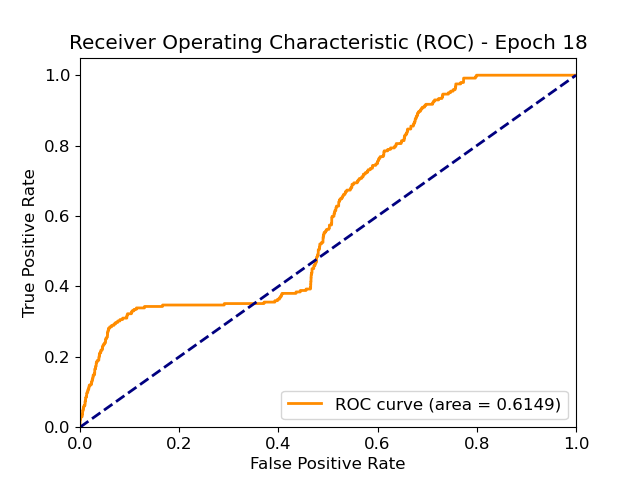 Receiver Operating Characteristic (ROC) - Epoch 18
True Positive Rate
1.0
0.8
0.6
0.4
0.2
0.0
ROC curve (area = 0.6149)
0.0 0.2 0.4 0.6 0.8 1.0
False Positive Rate